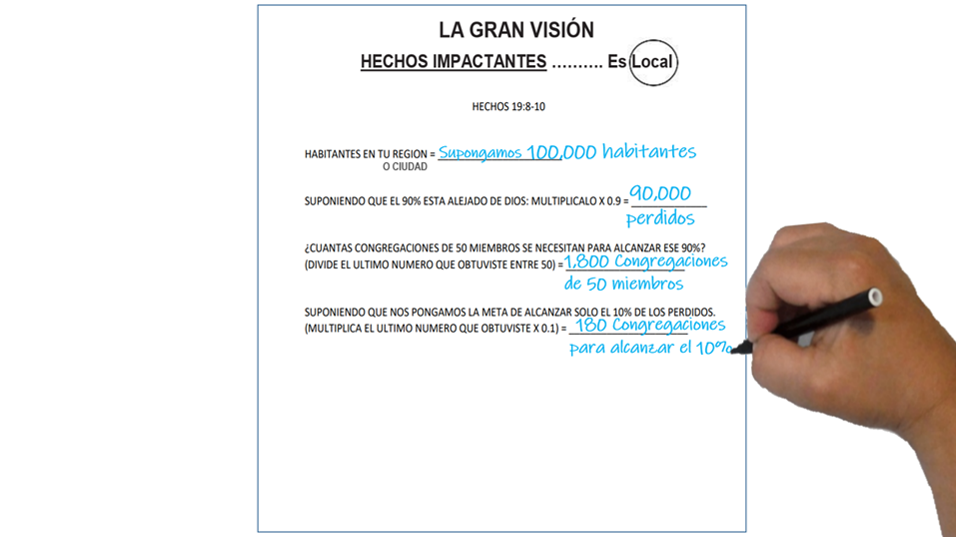 LA GRAN VISIÓN
HECHOS IMPACTANTES .......... Es Local
HECHOS 19:8-10
HABITANTES EN TU REGION = Supongamos 100,000 habitantes
O CIUDAD
SUPONIENDO QUE EL 90% ESTA ALEJADO DE DIOS: MULTIPLICALO X 0.9 = 90,000
perdidos
¿CUANTAS CONGREGACIONES DE 50 MIEMBROS SE NECESITAN PARA ALCANZAR ESE 90%?
(DIVIDE EL ULTIMO NUMERO QUE OBTUVISTE ENTRE 50) = 1,800 Congregaciones
de 50 miembros
SUPONIENDO QUE NOS PONGAMOS LA META DE ALCANZAR SOLO EL 10% DE LOS PERDIDOS.
(MULTIPLICA EL ULTIMO NUMERO QUE OBTUVISTE X 0.1) = 180 Congregaciones
para alcanzar el 10%